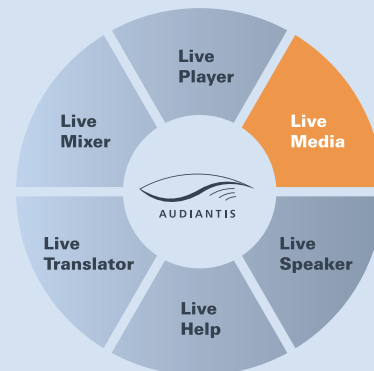 Live
Player
Live
Media
Live
Speaker
Live
Help
Live
Translator
Live
Mixer
AUDIANTIS